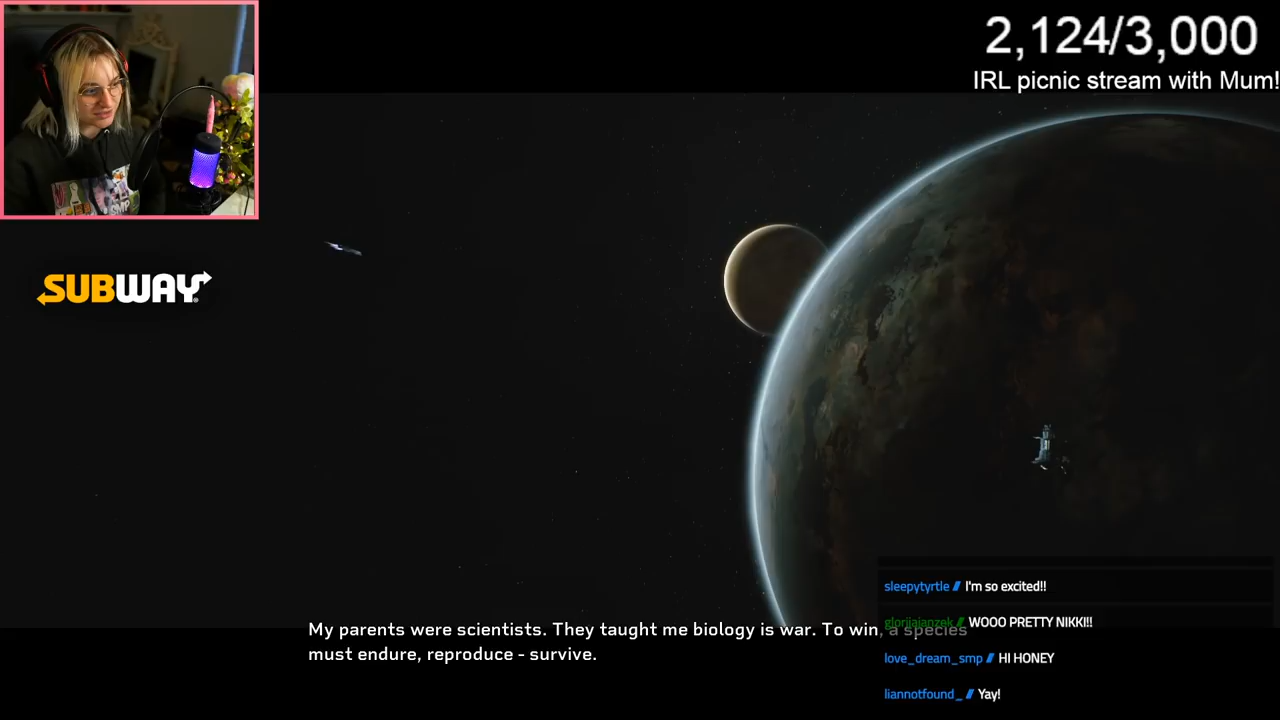 2,124/3,000
IRL picnic stream with Mum!
SUBWAY
sleepytyrtle // I'm so excited!!
glorijajanzek // WOOO PRETTY NIKKI!!!
My parents were scientists. They taught me biology is war. To win, a species
must endure, reproduce - survive.
love_dream_smp // HI HONEY
liannotfound_ // Yay!